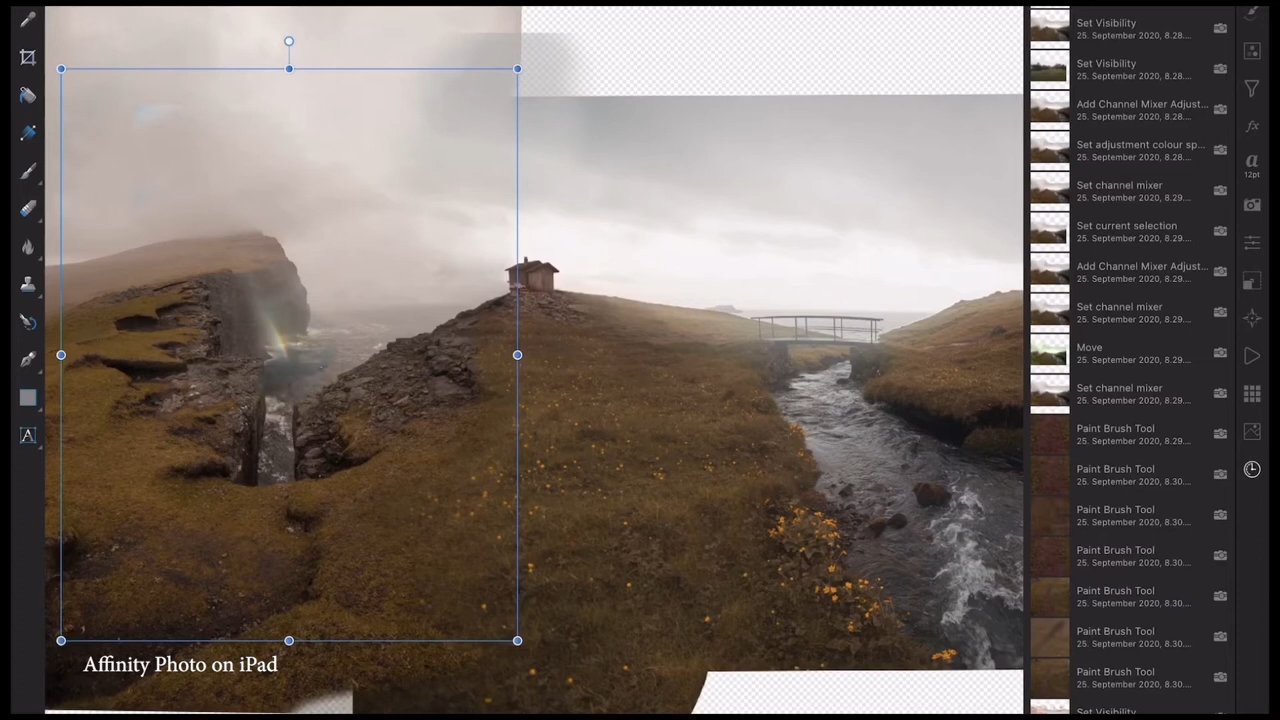 Set Visibility
25. September 2020, 8.28....
Set Visibility
25. September 2020, 8.28....
Add Channel Mixer Adjust...
25. September 2020, 8.28....
Set adjustment colour sp...
25. September 2020, 8.28....
Set channel mixer
25. September 2020, 8.29....
Set current selection
25. September 2020, 8.29....
Add Channel Mixer Adjust...
25. September 2020, 8.29....
Set channel mixer
25. September 2020, 8.29....
Move
25. September 2020, 8.29....
Set channel mixer
25. September 2020, 8.29....
Paint Brush Tool
25. September 2020, 8.29....
Paint Brush Tool
25. September 2020, 8.30....
Paint Brush Tool
25. September 2020, 8.30....
Paint Brush Tool
25. September 2020, 8.30....
Paint Brush Tool
25. September 2020, 8.30....
Paint Brush Tool
25. September 2020, 8.30....
Paint Brush Tool
25. September 2020, 8.30....
Set Visibility
fx
a
12pt
A
Affinity Photo on iPad